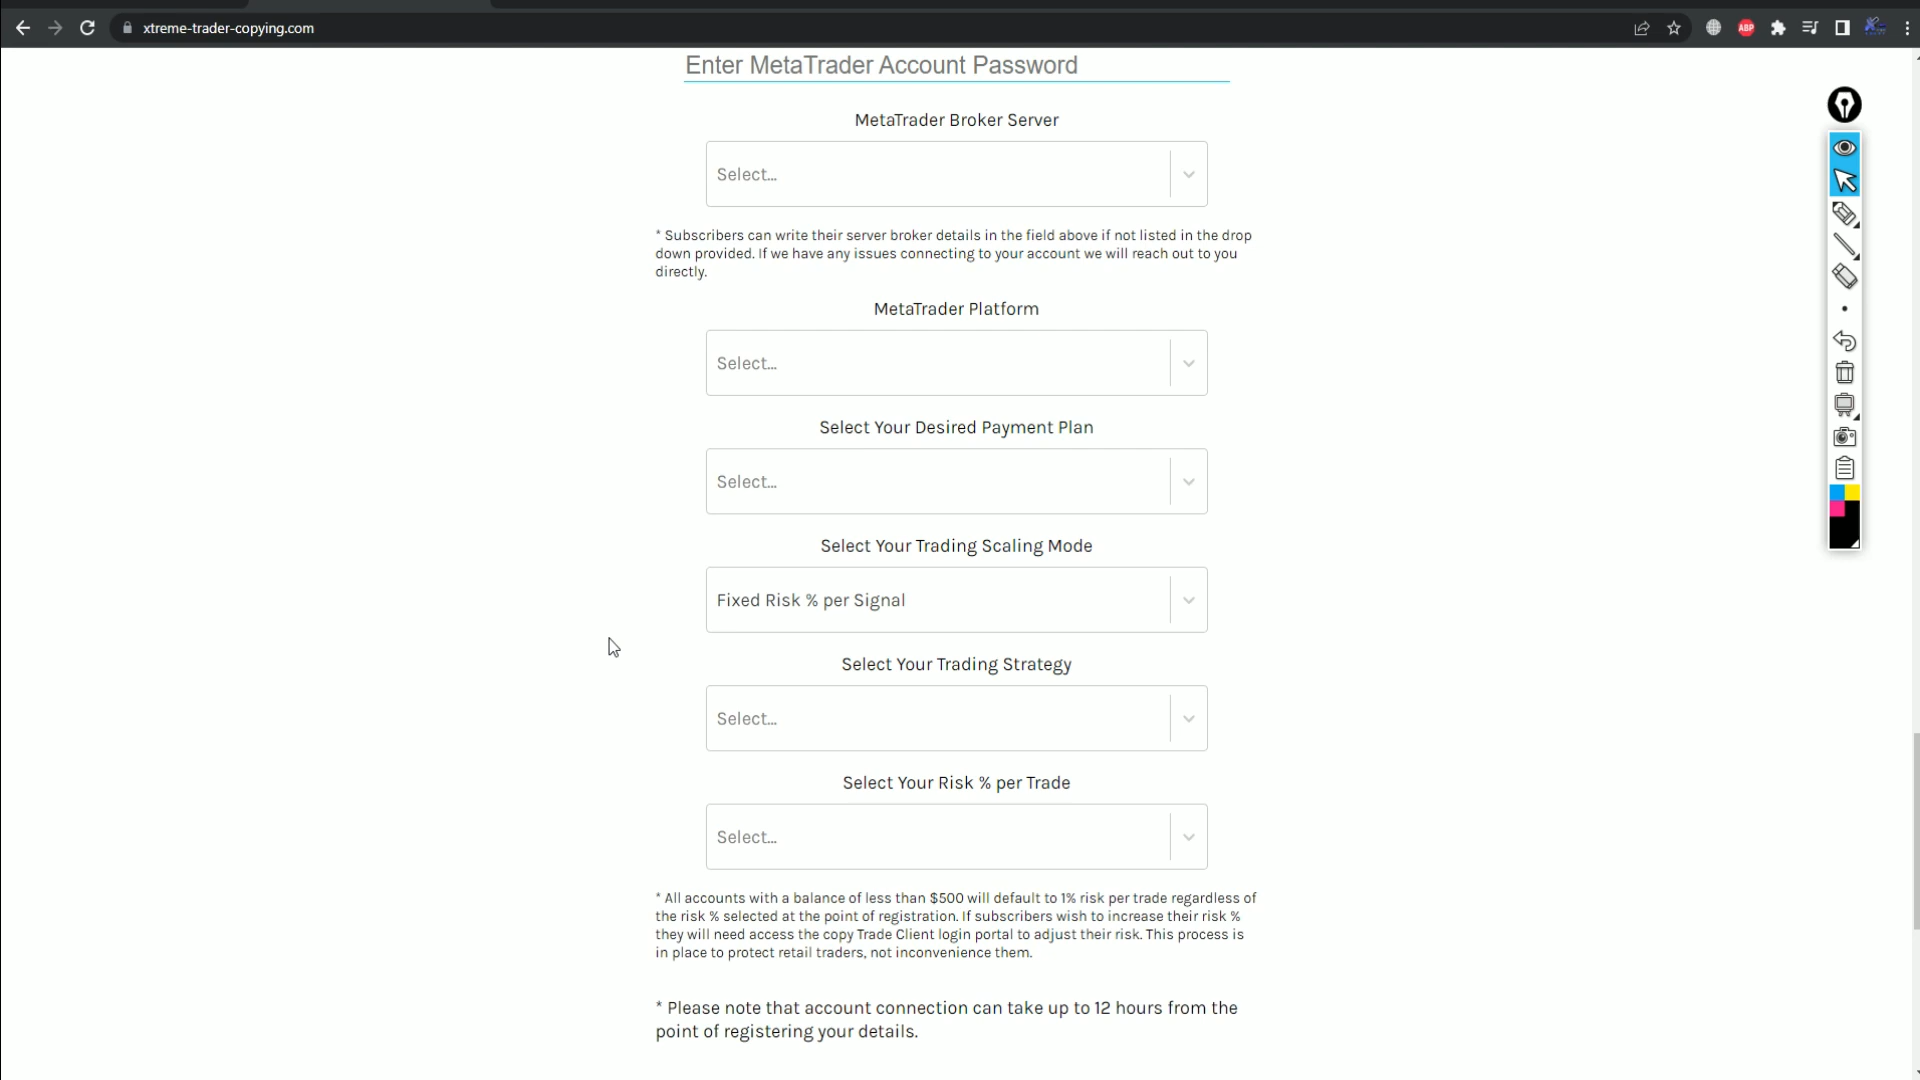 xtreme-trader-copying.com
ABP
Enter MetaTrader Account Password
MetaTrader Broker Server
Select...
* Subscribers can write their server broker details in the field above if not listed in the drop
down provided. If we have any issues connecting to your account we will reach out to you
directly.
MetaTrader Platform
Select...
Select Your Desired Payment Plan
Select...
Select Your Trading Scaling Mode
Fixed Risk % per Signal
Select Your Trading Strategy
Select...
Select Your Risk % per Trade
Select...
* All accounts with a balance of less than $500 will default to 1% risk per trade regardless of
the risk % selected at the point of registration. If subscribers wish to increase their risk %
they will need access the copy Trade Client login portal to adjust their risk. This process is
in place to protect retail traders, not inconvenience them.
* Please note that account connection can take up to 12 hours from the
point of registering your details.